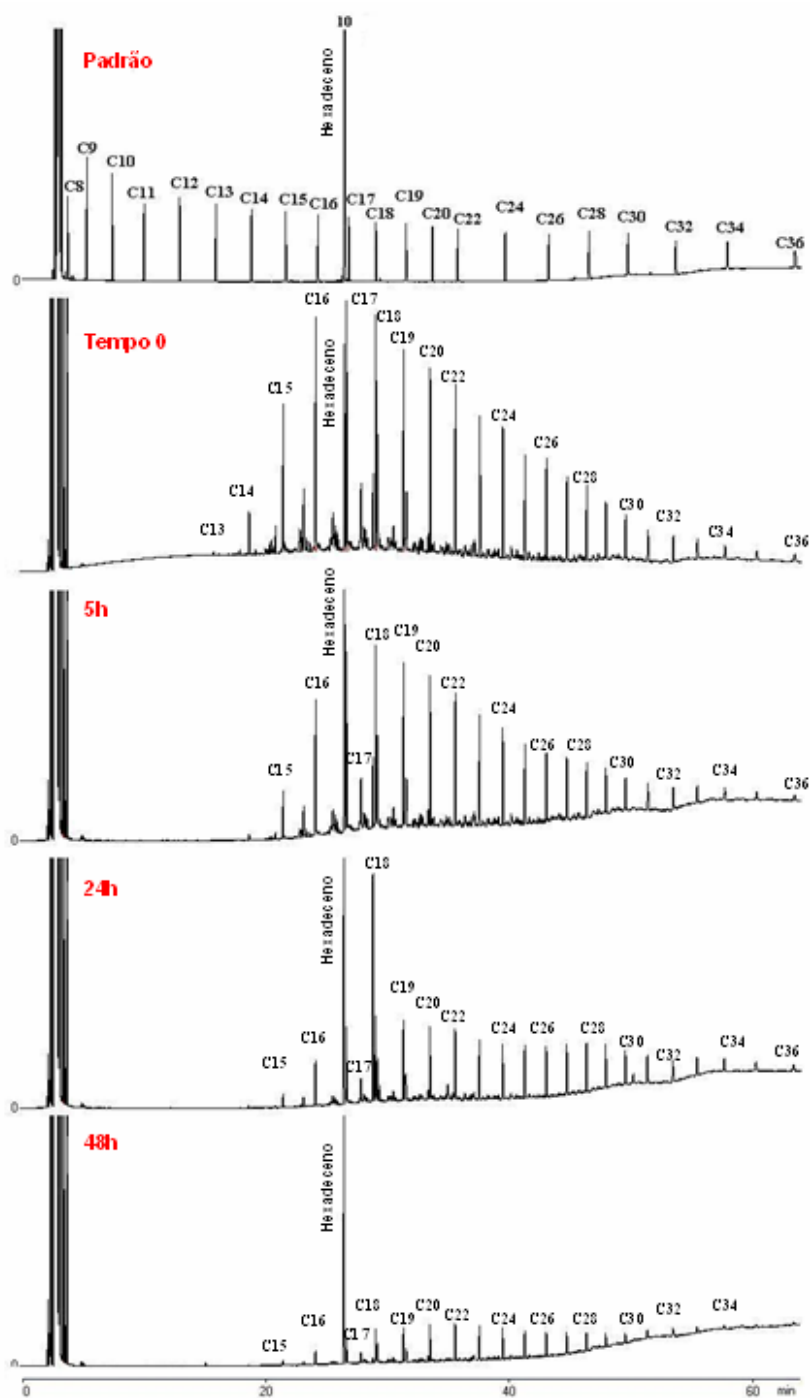 10
Padrão
Hexadeceno
C8
C9
C10
C11
C12
C13
C14
C15
C16
C17
C18
C19
C20
C22
C24
C26
C28
C30
C32
C34
C36
0
Tempo 0
Hexadeceno
C13
C14
C15
C16
C17
C18
C19
C20
C22
C24
C26
C28
C30
C32
C34
C36
0
5h
Hexadeceno
C15
C16
C17
C18
C19
C20
C22
C24
C26
C28
C30
C32
C34
C36
0
24h
Hexadeceno
C15
C16
C17
C18
C19
C20
C22
C24
C26
C28
C30
C32
C34
C36
0
48h
Hexadeceno
C15
C16
C17
C18
C19
C20
C22
C24
C26
C28
C30
C32
C34
0
0 20 40 60 min